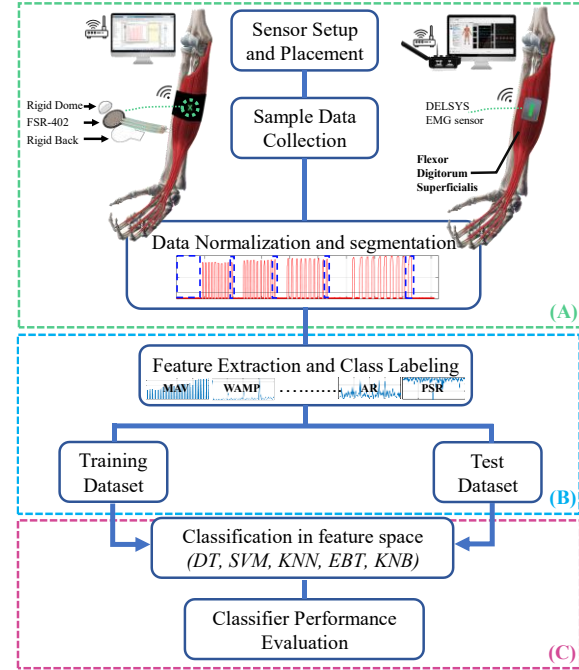 Sensor Setup
and Placement
Rigid Dome
FSR-402
Rigid Back
Sample Data
Collection
DELSYS
EMG sensor
Flexor
Digitorum
Superficialis
Data Normalization and segmentation
(A)
Feature Extraction and Class Labeling
MAV WAMP ........... AR PSR
Training
Dataset
Test
Dataset
(B)
Classification in feature space
(DT, SVM, KNN, EBT, KNB)
Classifier Performance
Evaluation
(C)